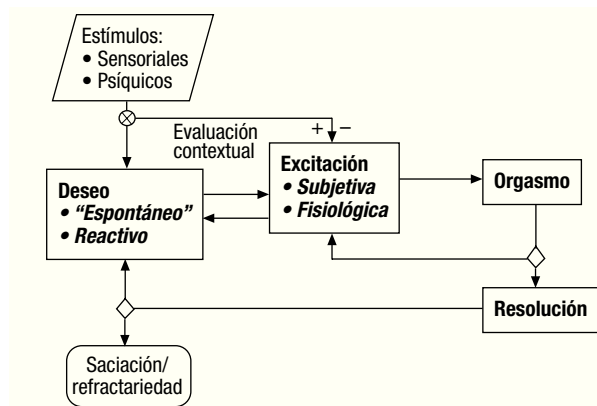 Estímulos:
• Sensoriales
• Psíquicos
Evaluación
contextual
+ −
Deseo
• “Espontáneo”
• Reactivo
Excitación
• Subjetiva
• Fisiológica
Orgasmo
Resolución
Saciación/
refractariedad